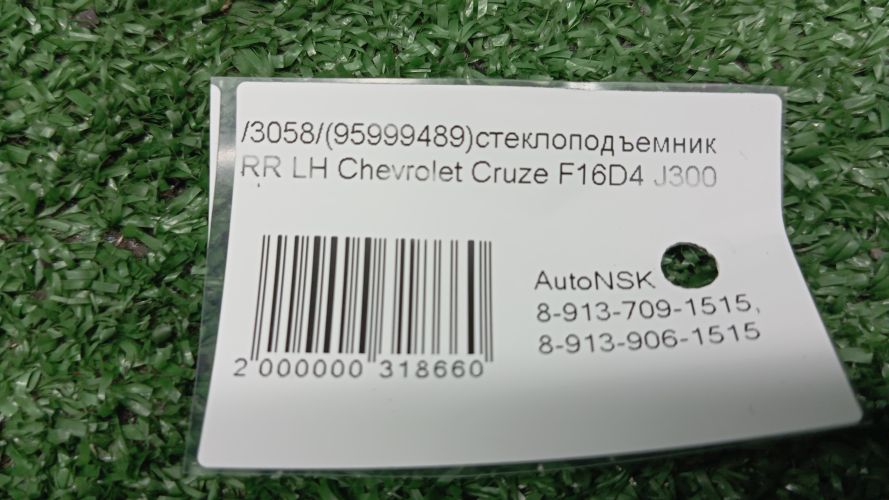 /3058/(95999489)стеклоподъемник
RR LH Chevrolet Cruze F16D4 J300
AutoNSK
8-913-709-1515,
8-913-906-1515
2 000000 318660